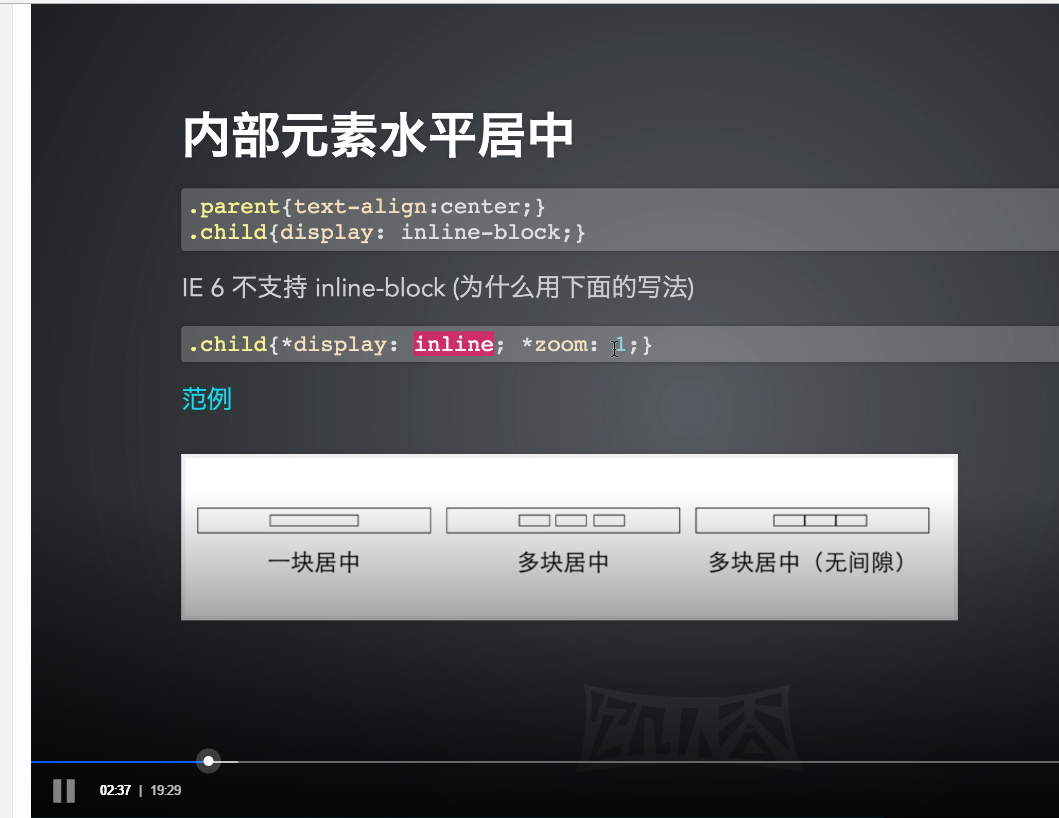 内部元素水平居中
.parent{text-align:center;}
.child{display: inline-block;}
IE 6 不支持 inline-block (为什么用下面的写法)
.child{*display: inline; *zoom: 1;}
范例
一块居中 多块居中 多块居中（无间隙）
02:37 | 19:29